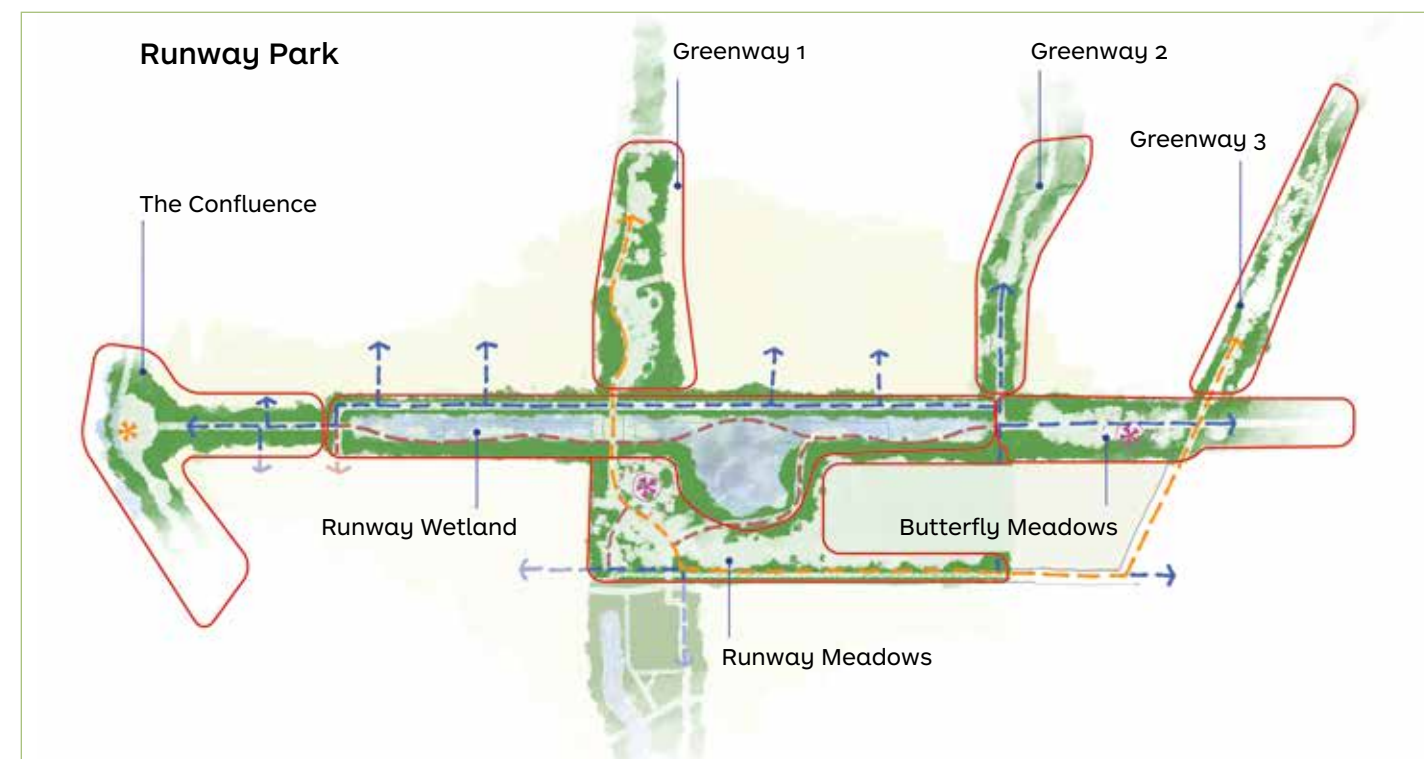 Runway Park
Greenway 1
Greenway 2
Greenway 3
The Confluence
Runway Wetland
Butterfly Meadows
Runway Meadows